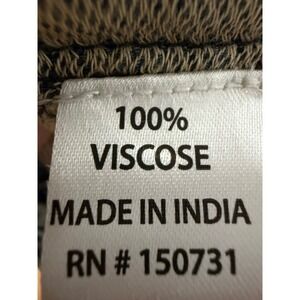 100%
VISCOSE
MADE IN INDIA
RN # 150731